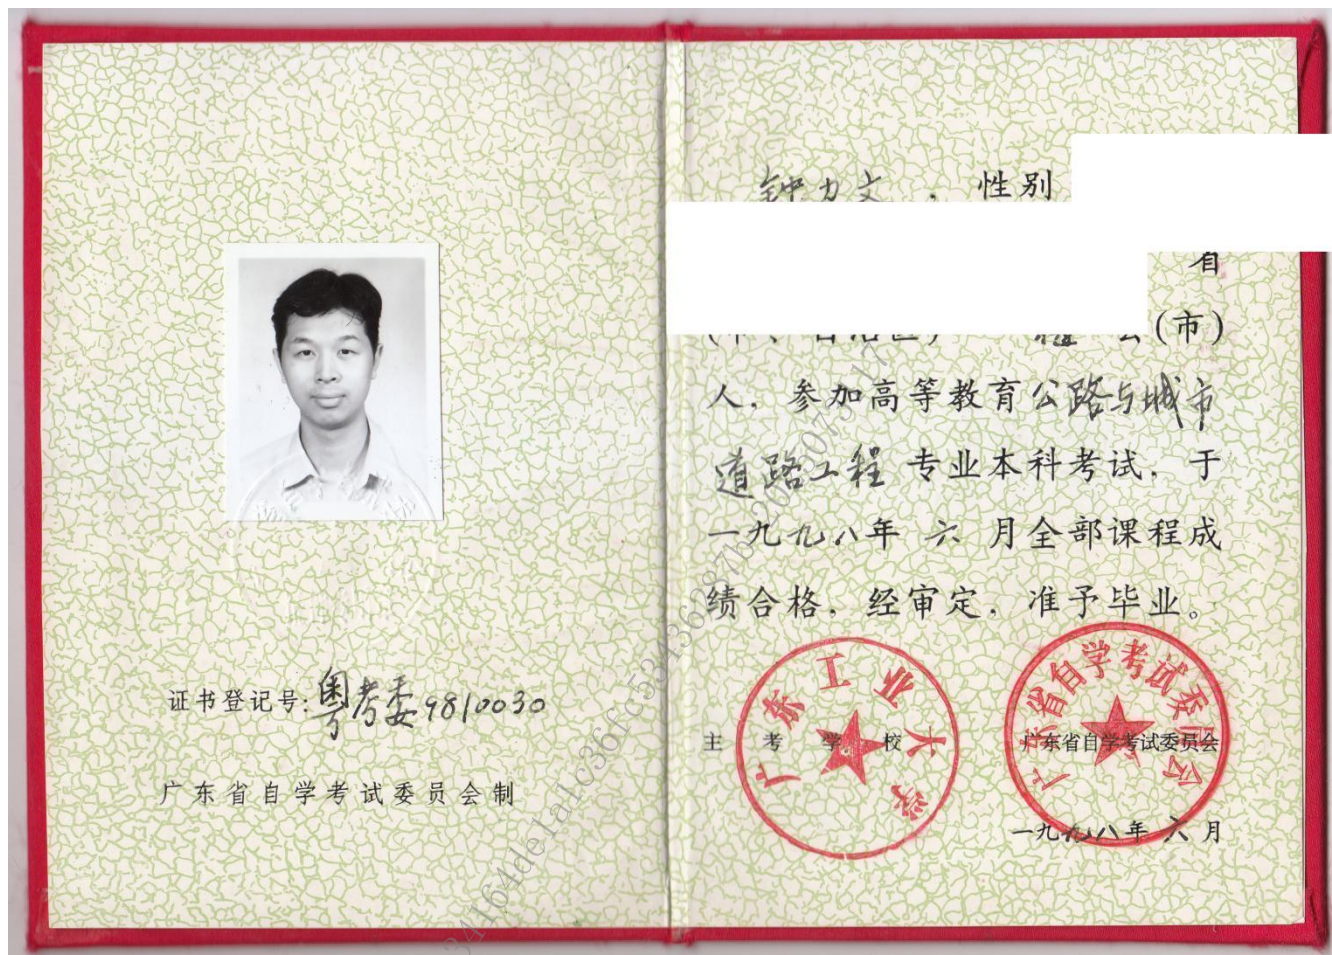 证书登记号:粤考委9810030
广东省自学考试委员会制
钟力文,性别
省
(市)
人,参加高等教育公路与城市
道路工程专业本科考试,于
一九九八年六月全部课程成
绩合格,经审定,准予毕业。
广东工业大学
广东省自学考试委员会
主考学校
广东省自学考试委员会
一九九八年六月